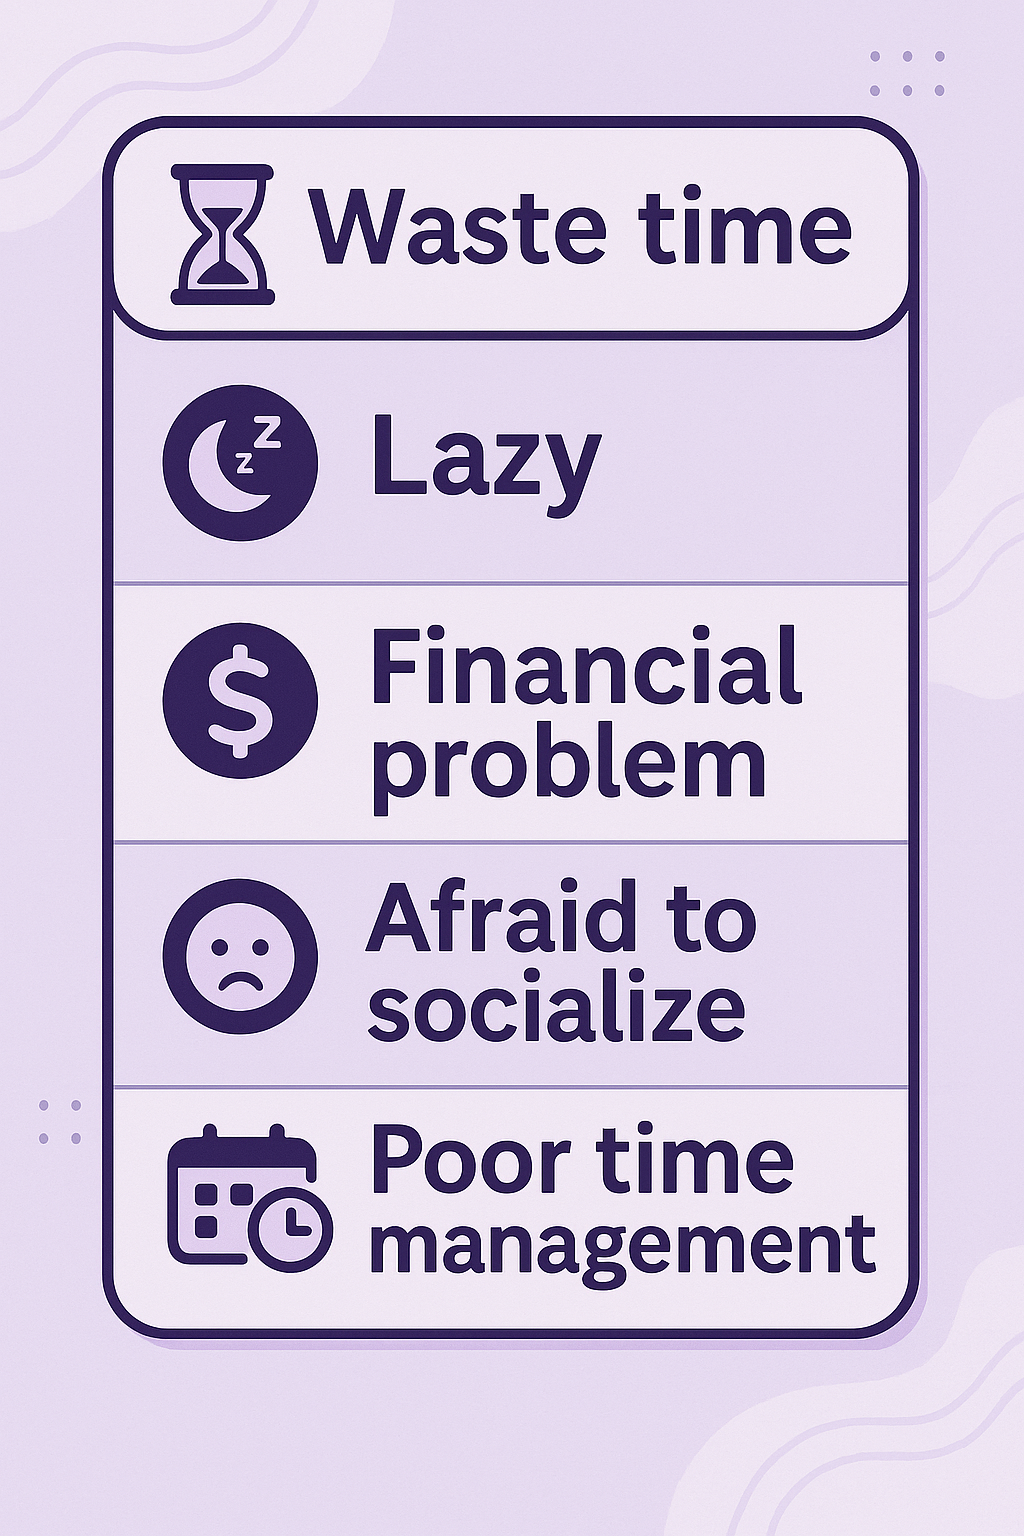 Waste time
Lazy
Financial
problem
Afraid to
socialize
Poor time
management